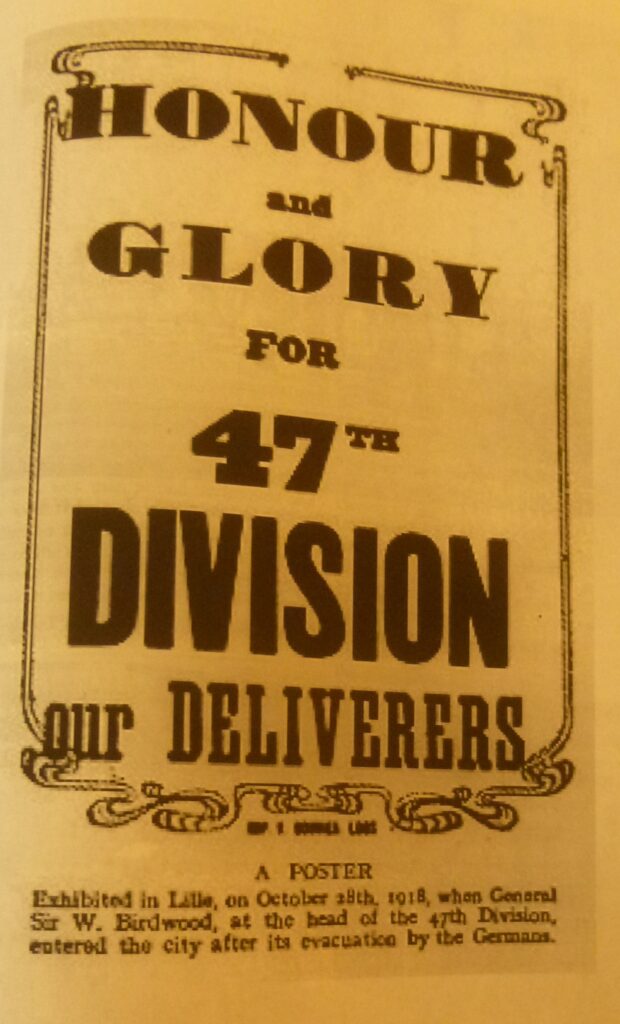 HONOUR
and
GLORY
FOR
47TH
DIVISION
our DELIVERERS
A POSTER
Exhibited in Lille, on October 28th, 1918, when General
Sir W. Birdwood, at the head of the 47th Division,
entered the city after its evacuation by the Germans.